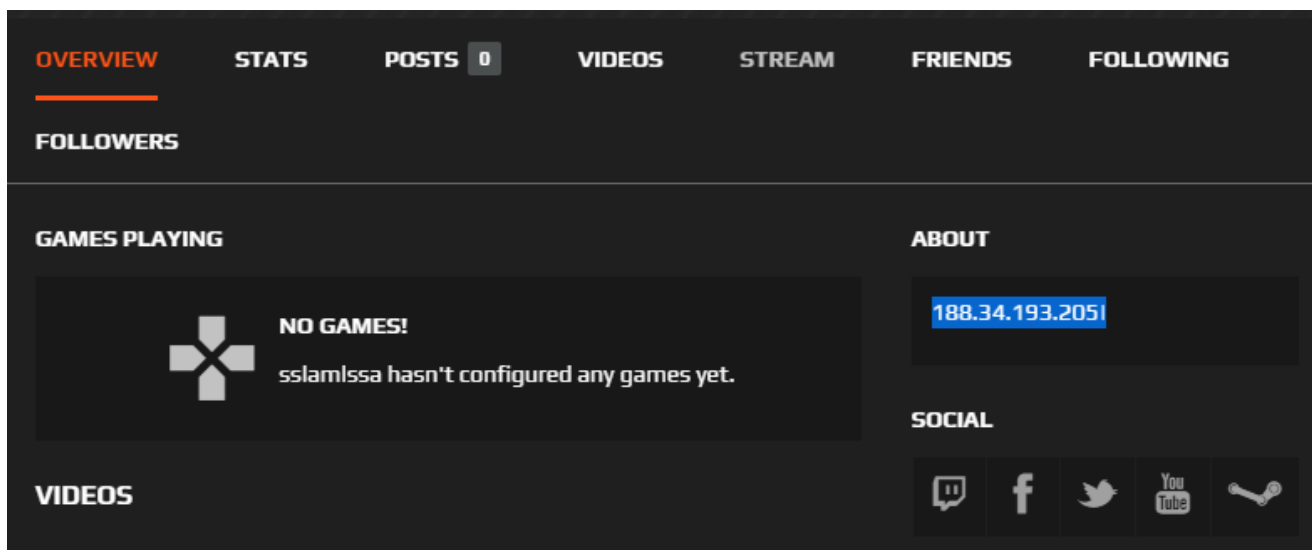 OVERVIEW STATS POSTS 0 VIDEOS STREAM FRIENDS FOLLOWING
FOLLOWERS
GAMES PLAYING
NO GAMES!
sslamlssa hasn't configured any games yet.
VIDEOS
ABOUT
188.34.193.205|
SOCIAL
You
Tube